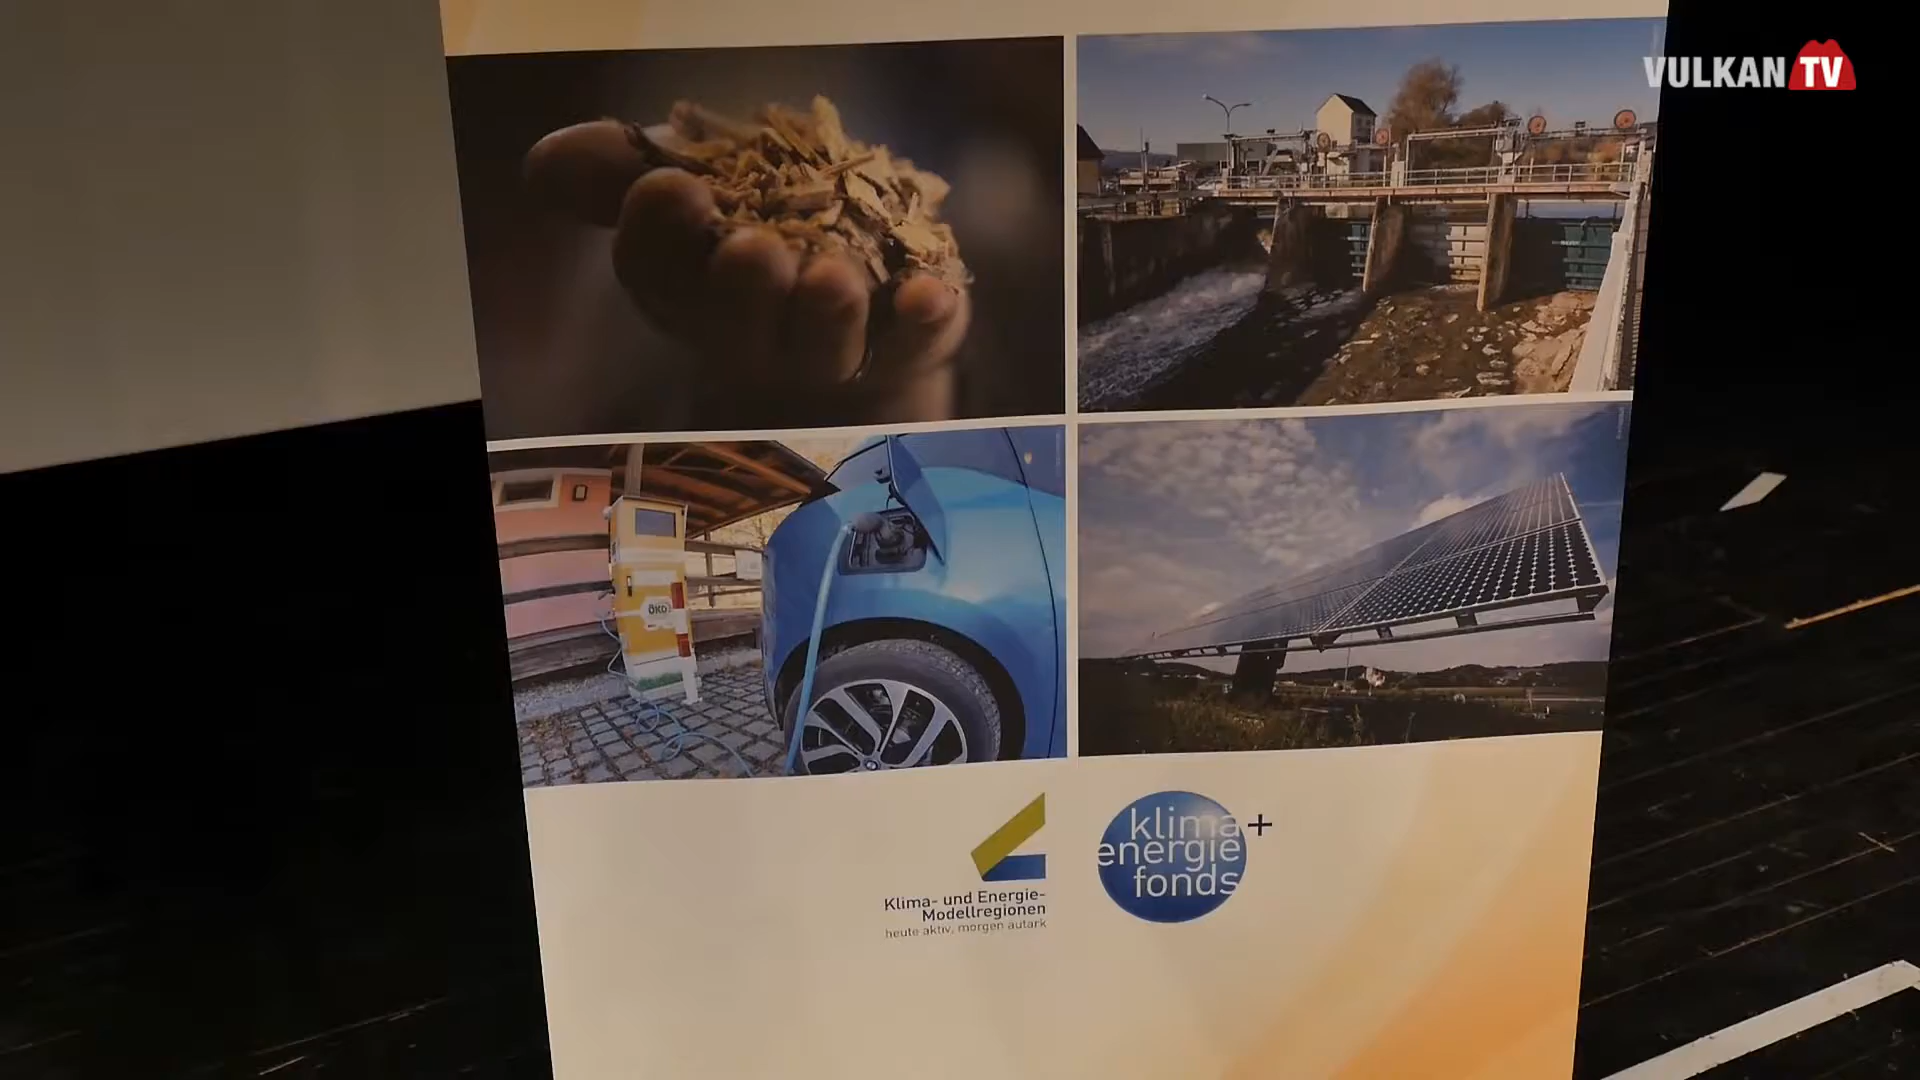 VULKAN TV
ÖKO
Klima- und Energie-
Modellregionen
heute aktiv, morgen autark
klima+
energie
fonds